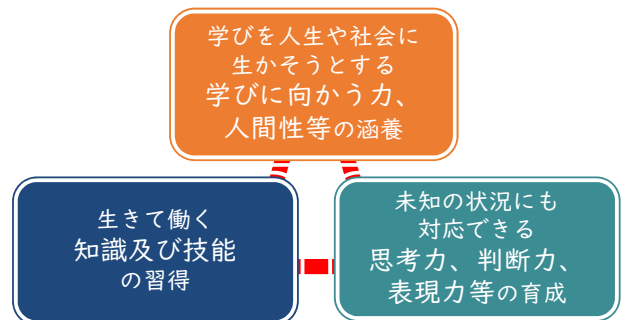 学びを人生や社会に
生かそうとする
学びに向かう力、
人間性等の涵養
生きて働く
知識及び技能
の習得
未知の状況にも
対応できる
思考力、判断力、
表現力等の育成